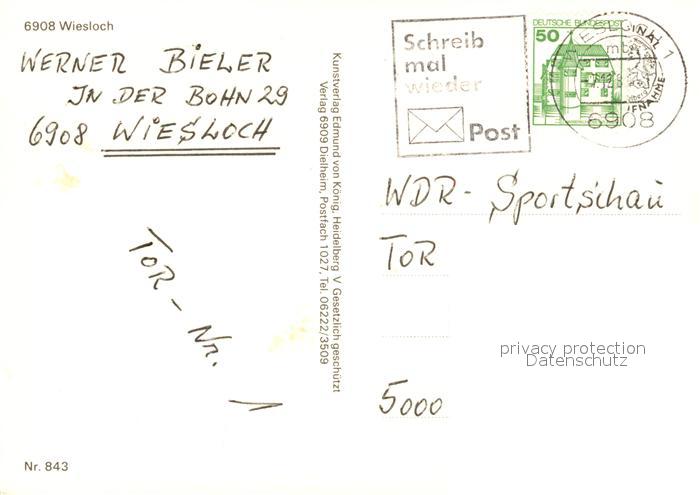 6908 Wiesloch
WERNER BIELER
IN DER BOHN 29
6908 WIESLOCH
TOR - Nr. 1
Nr. 843
Kunstverlag Edmund von König, Heidelberg V Gesetzlich geschützt
Verlag 6909 Dielheim, Postfach 1027, Tel. 06222/3509
Schreib
mal
wieder
Post
DEUTSCHE BUNDESPOST
50
6908
WDR - Sportschau
TOR
privacy protection
Datenschutz
5000